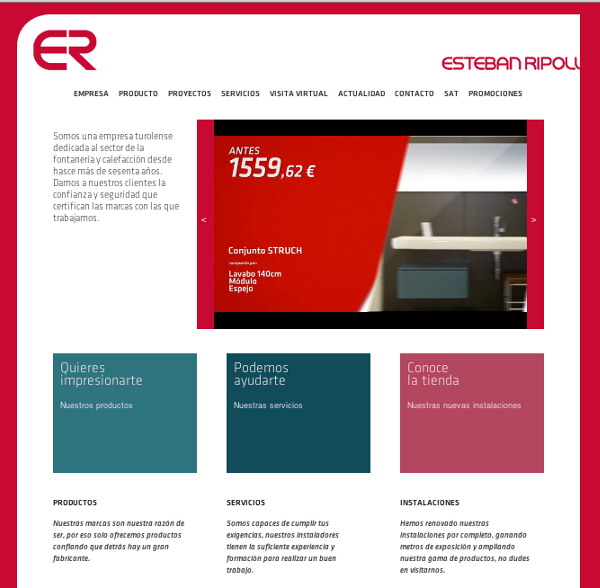 ER
ESTEBAN RIPOLL
EMPRESA PRODUCTO PROYECTOS SERVICIOS VISITA VIRTUAL ACTUALIDAD CONTACTO SAT PROMOCIONES
Somos una empresa turolense
dedicada al sector de la
fontanería y calefacción desde
hasce más de sesenta años.
Damos a nuestros clientes la
confianza y seguridad que
certifican las marcas con las que
trabajamos.
<
ANTES
1559,62 €
Conjunto STRUCH
compuesto por:
Lavabo 140cm
Módulo
Espejo
>
Quieres
impresionarte
Nuestros productos
Podemos
ayudarte
Nuestras servicios
Conoce
la tienda
Nuestras nuevas instalaciones
PRODUCTOS
Nuestras marcas son nuestra razón de
ser, por eso solo ofrecemos productos
confiando que detrás hay un gran
fabricante.
SERVICIOS
Somos capaces de cumplir tus
exigencias, nuestros instaladores
tienen la suficiente experiencia y
formación para realizar un buen
trabajo.
INSTALACIONES
Hemos renovado nuestras
instalaciones por completo, ganando
metros de exposición y ampliando
nuestra gama de productos, no dudes
en visitarnos.